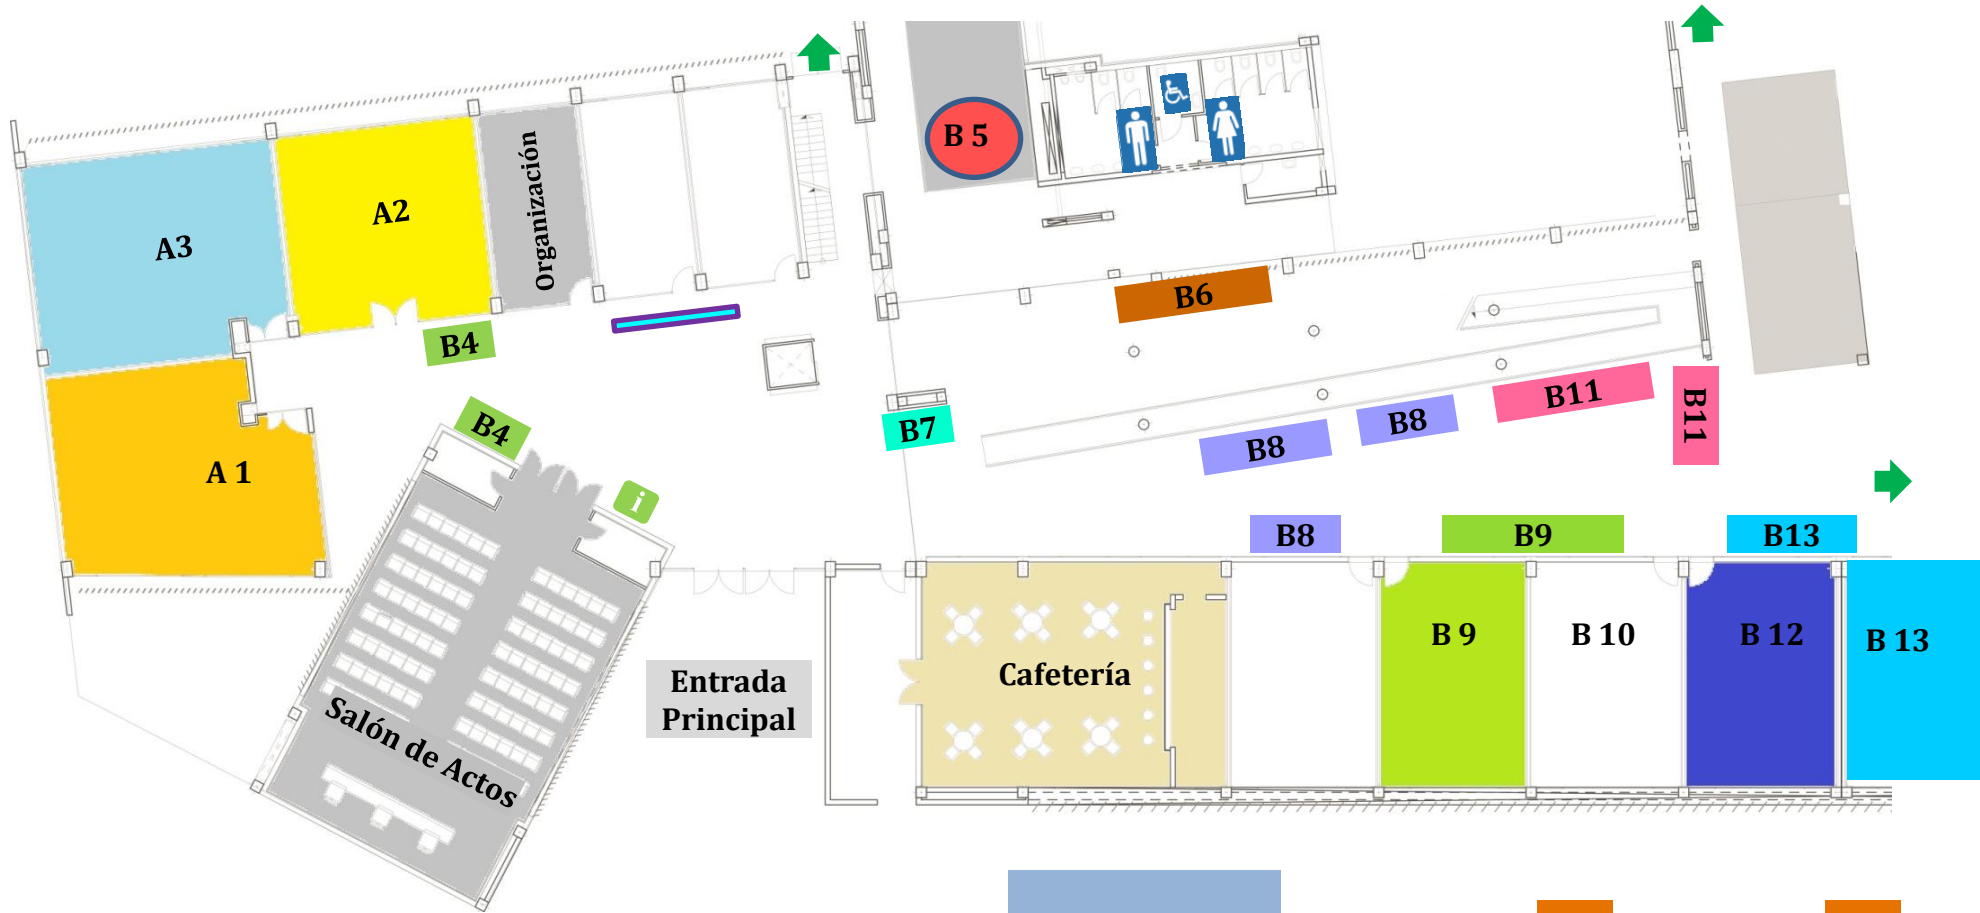 B 5
Organización
A2
A3
B6
B4
B11
B11
B8
B7
B4
B8
A 1
i
B8
B9
B13
B 9
B 10
B 12
B 13
Cafetería
Entrada
Principal
Salón de Actos